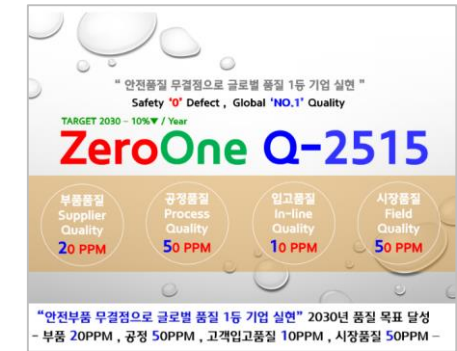 " 안전품질 무결점으로 글로벌 품질 1등 기업 실현 "
Safety '0' Defect , Global 'NO.1' Quality
TARGET 2030 – 10%▼ / Year
ZeroOne Q-2515
부품품질
Supplier
Quality
20 PPM
공정품질
Process
Quality
50 PPM
입고품질
In-line
Quality
10 PPM
시장품질
Field
Quality
50 PPM
"안전부품 무결점으로 글로벌 품질 1등 기업 실현" 2030년 품질 목표 달성
- 부품 20PPM , 공정 50PPM , 고객입고품질 10PPM , 시장품질 50PPM –